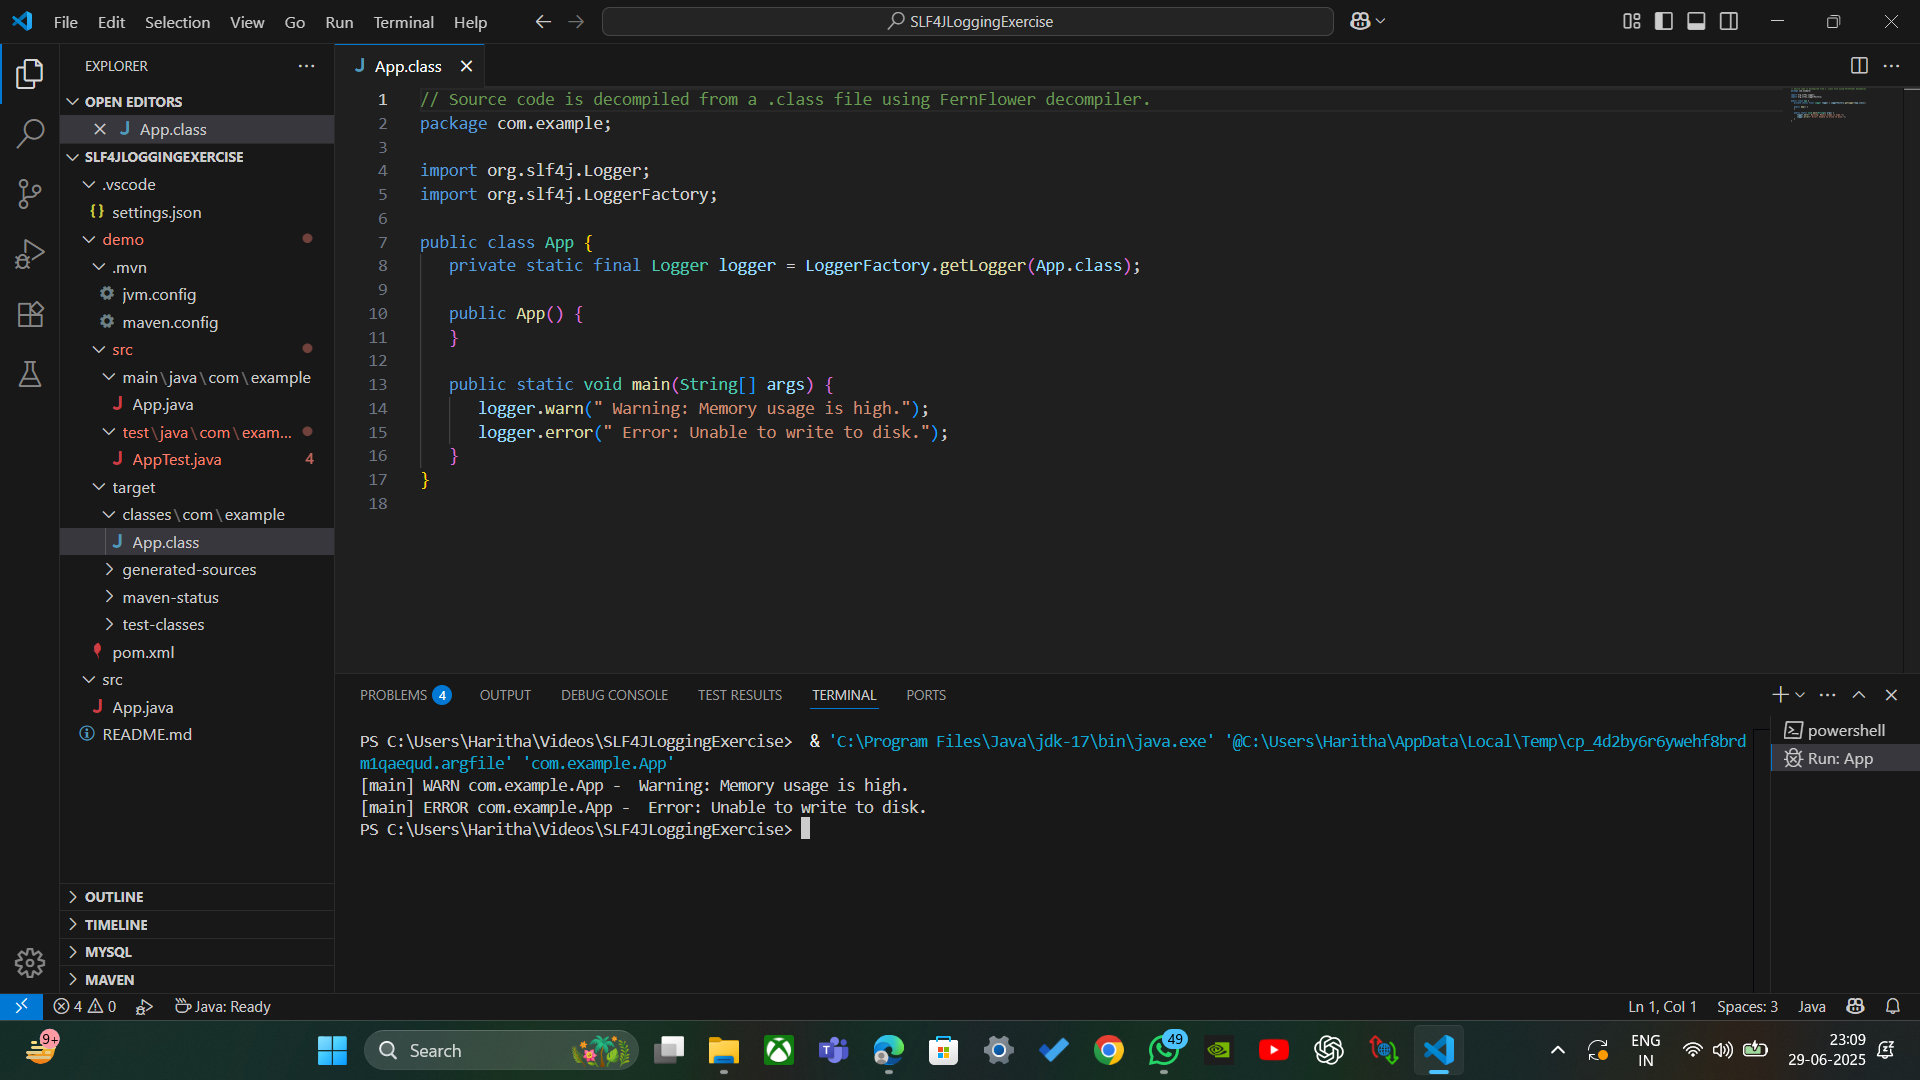 File Edit Selection View Go Run Terminal Help
SLF4JLoggingExercise
EXPLORER
OPEN EDITORS
App.class
SLF4JLOGGINGEXERCISE
.vscode
{} settings.json
demo
.mvn
jvm.config
maven.config
src
main\java\com\example
J App.java
test\java\com\exam...
J AppTest.java 4
target
classes\com\example
J App.class
generated-sources
maven-status
test-classes
pom.xml
src
J App.java
README.md
OUTLINE
TIMELINE
MYSQL
MAVEN
J App.class
1 // Source code is decompiled from a .class file using FernFlower decompiler.
2 package com.example;
3
4 import org.slf4j.Logger;
5 import org.slf4j.LoggerFactory;
6
7 public class App {
8 private static final Logger logger = LoggerFactory.getLogger(App.class);
9
10 public App() {
11 }
12
13 public static void main(String[] args) {
14 logger.warn(" Warning: Memory usage is high.");
15 logger.error(" Error: Unable to write to disk.");
16 }
17 }
18
PROBLEMS 4 OUTPUT DEBUG CONSOLE TEST RESULTS TERMINAL PORTS
PS C:\Users\Haritha\Videos\SLF4JLoggingExercise> & 'C:\Program Files\Java\jdk-17\bin\java.exe' '@C:\Users\Haritha\AppData\Local\Temp\cp_4d2by6r6ywehf8brd
m1qaequd.argfile' 'com.example.App'
[main] WARN com.example.App - Warning: Memory usage is high.
[main] ERROR com.example.App - Error: Unable to write to disk.
PS C:\Users\Haritha\Videos\SLF4JLoggingExercise>
powershell
Run: App
4 0 Java: Ready
Ln 1, Col 1 Spaces: 3 Java
9+
Search
49
ENG
IN
23:09
29-06-2025